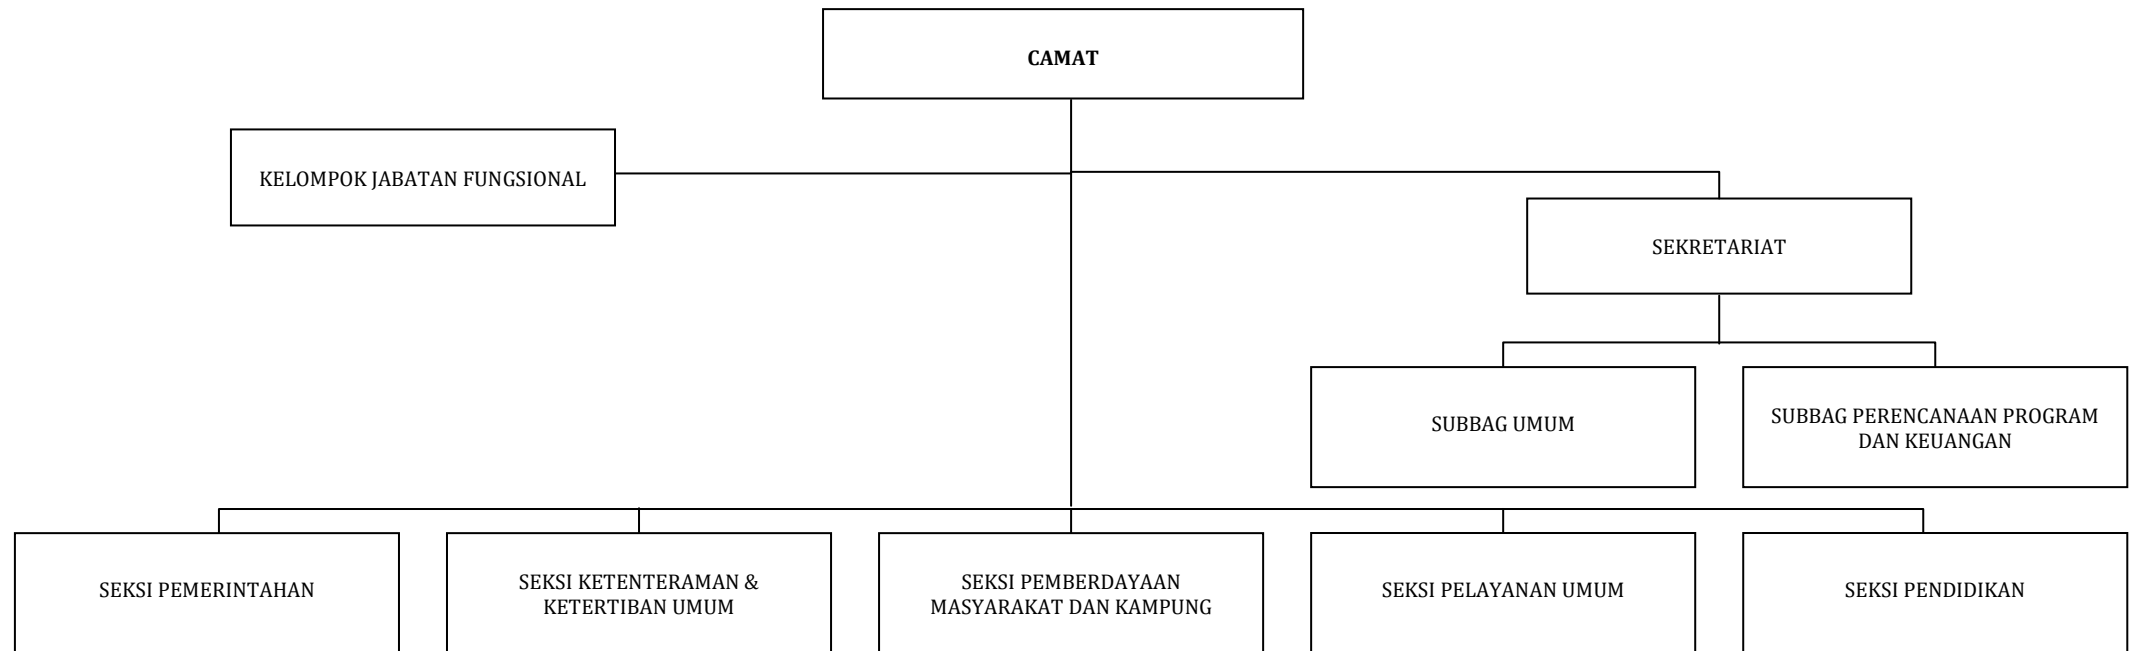 CAMAT
KELOMPOK JABATAN FUNGSIONAL
SEKRETARIAT
SUBBAG UMUM
SUBBAG PERENCANAAN PROGRAM
DAN KEUANGAN
SEKSI PEMERINTAHAN
SEKSI KETENTERAMAN &
KETERTIBAN UMUM
SEKSI PEMBERDAYAAN
MASYARAKAT DAN KAMPUNG
SEKSI PELAYANAN UMUM
SEKSI PENDIDIKAN